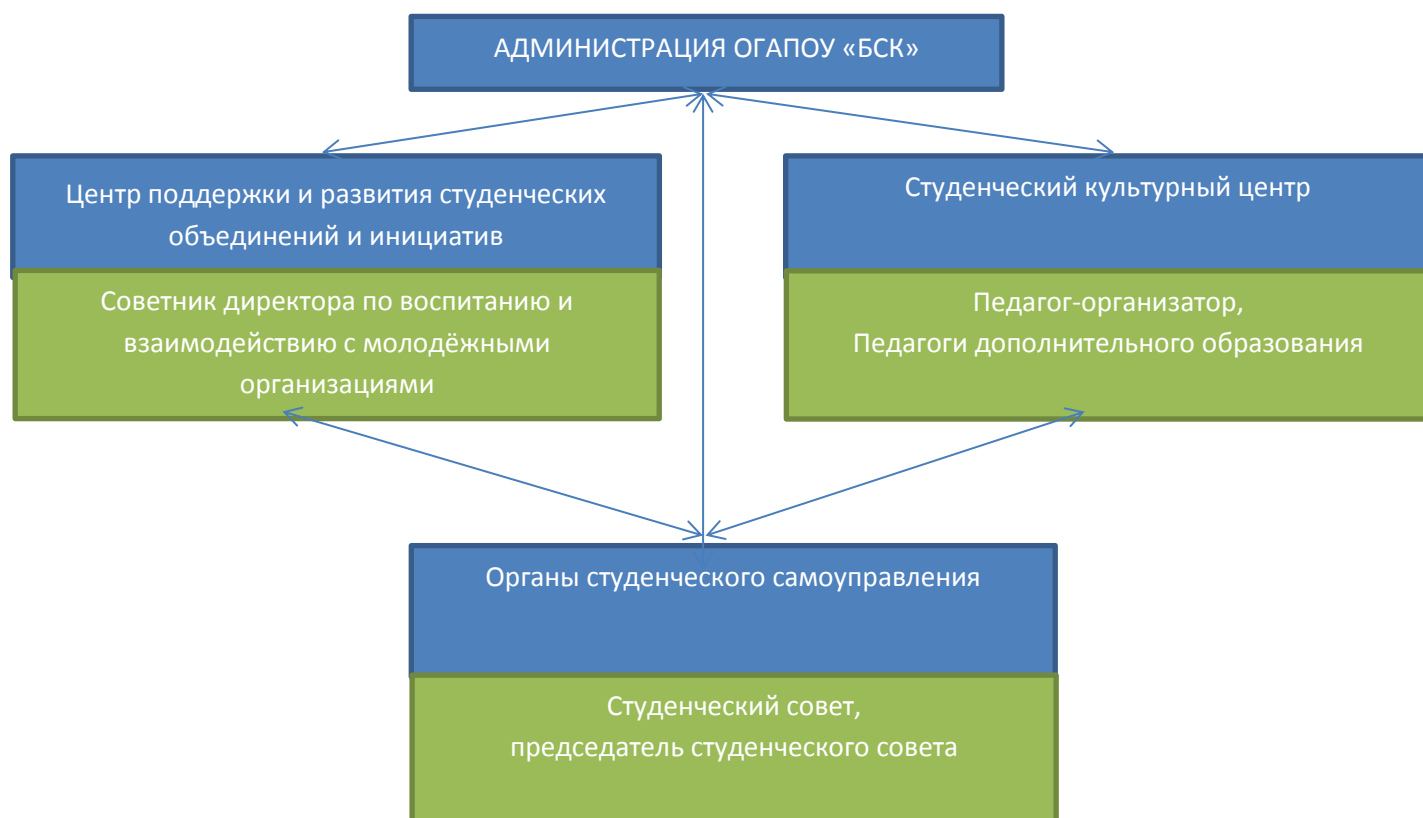 АДМИНИСТРАЦИЯ ОГАПОУ «БСК»
Центр поддержки и развития студенческих
объединений и инициатив
Советник директора по воспитанию и
взаимодействию с молодёжными
организациями
Студенческий культурный центр
Педагог-организатор,
Педагоги дополнительного образования
Органы студенческого самоуправления
Студенческий совет,
председатель студенческого совета